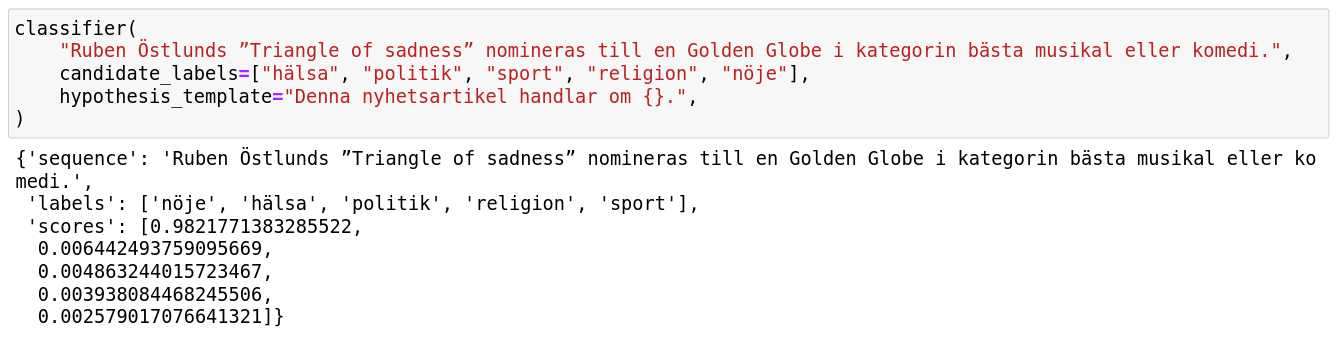 classifier(
    "Ruben Östlunds ”Triangle of sadness” nomineras till en Golden Globe i kategorin bästa musikal eller komedi.",
    candidate_labels=["hälsa", "politik", "sport", "religion", "nöje"],
    hypothesis_template="Denna nyhetsartikel handlar om {}.",
)
{'sequence': 'Ruben Östlunds ”Triangle of sadness” nomineras till en Golden Globe i kategorin bästa musikal eller ko
medi.',
 'labels': ['nöje', 'hälsa', 'politik', 'religion', 'sport'],
 'scores': [0.9821771383285522,
  0.006442493759095669,
  0.004863244015723467,
  0.003938084468245506,
  0.002579017076641321]}